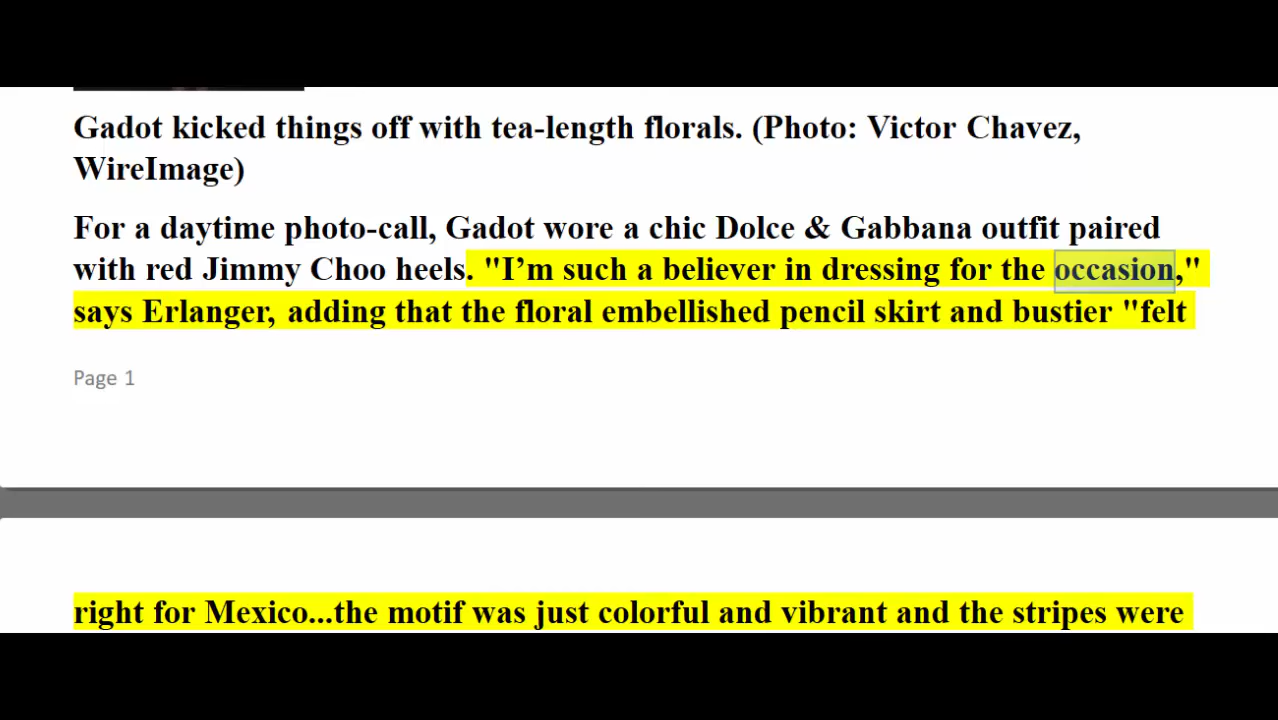 Gadot kicked things off with tea-length florals. (Photo: Victor Chavez,
WireImage)
For a daytime photo-call, Gadot wore a chic Dolce & Gabbana outfit paired
with red Jimmy Choo heels. "I’m such a believer in dressing for the occasion,"
says Erlanger, adding that the floral embellished pencil skirt and bustier "felt
Page 1
right for Mexico...the motif was just colorful and vibrant and the stripes were